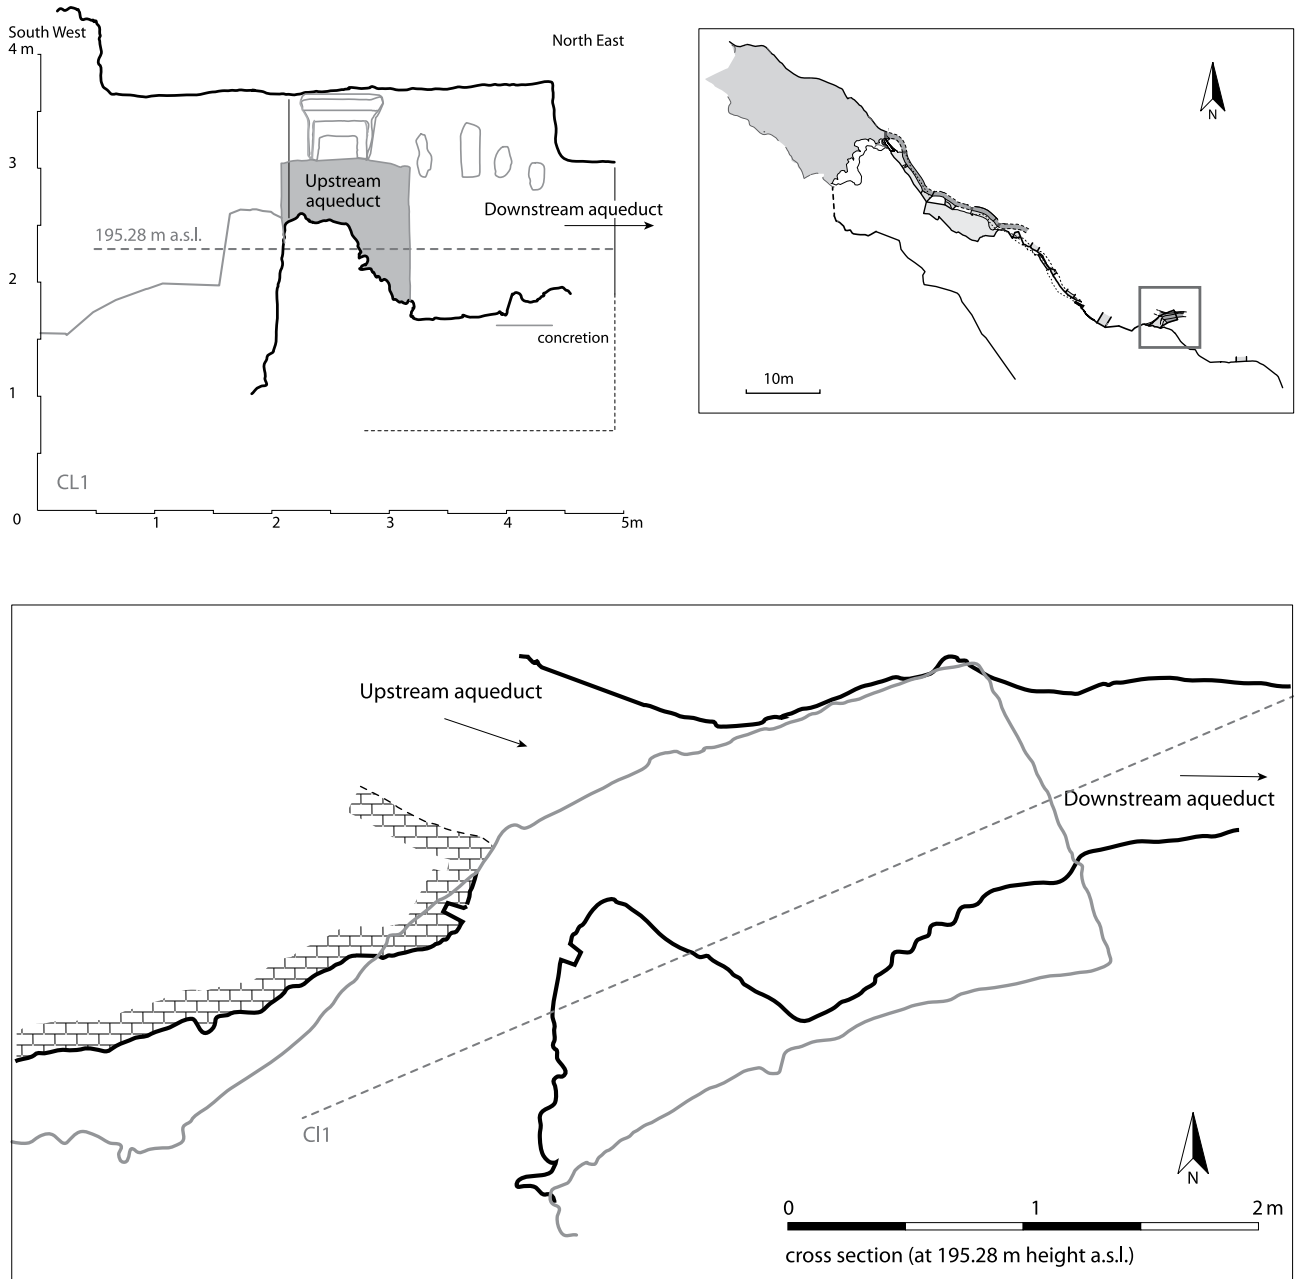 South West
4 m
North East
3
Upstream
aqueduct
Downstream aqueduct
195.28 m a.s.l.
2
concretion
1
CL1
0
1
2
3
4
5m
N
10m
Upstream aqueduct
Downstream aqueduct
Cl1
N
0
1
2 m
cross section (at 195.28 m height a.s.l.)